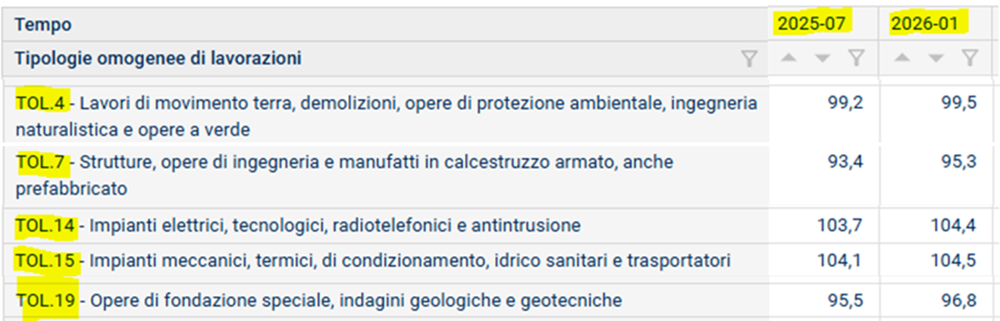 Tempo 2025-07 2026-01
Tipologie omogenee di lavorazioni
TOL.4 - Lavori di movimento terra, demolizioni, opere di protezione ambientale, ingegneria 99,2 99,5
naturalistica e opere a verde
TOL.7 - Strutture, opere di ingegneria e manufatti in calcestruzzo armato, anche 93,4 95,3
prefabbricato
TOL.14 - Impianti elettrici, tecnologici, radiotelefonici e antintrusione 103,7 104,4
TOL.15 - Impianti meccanici, termici, di condizionamento, idrico sanitari e trasportatori 104,1 104,5
TOL.19 - Opere di fondazione speciale, indagini geologiche e geotecniche 95,5 96,8